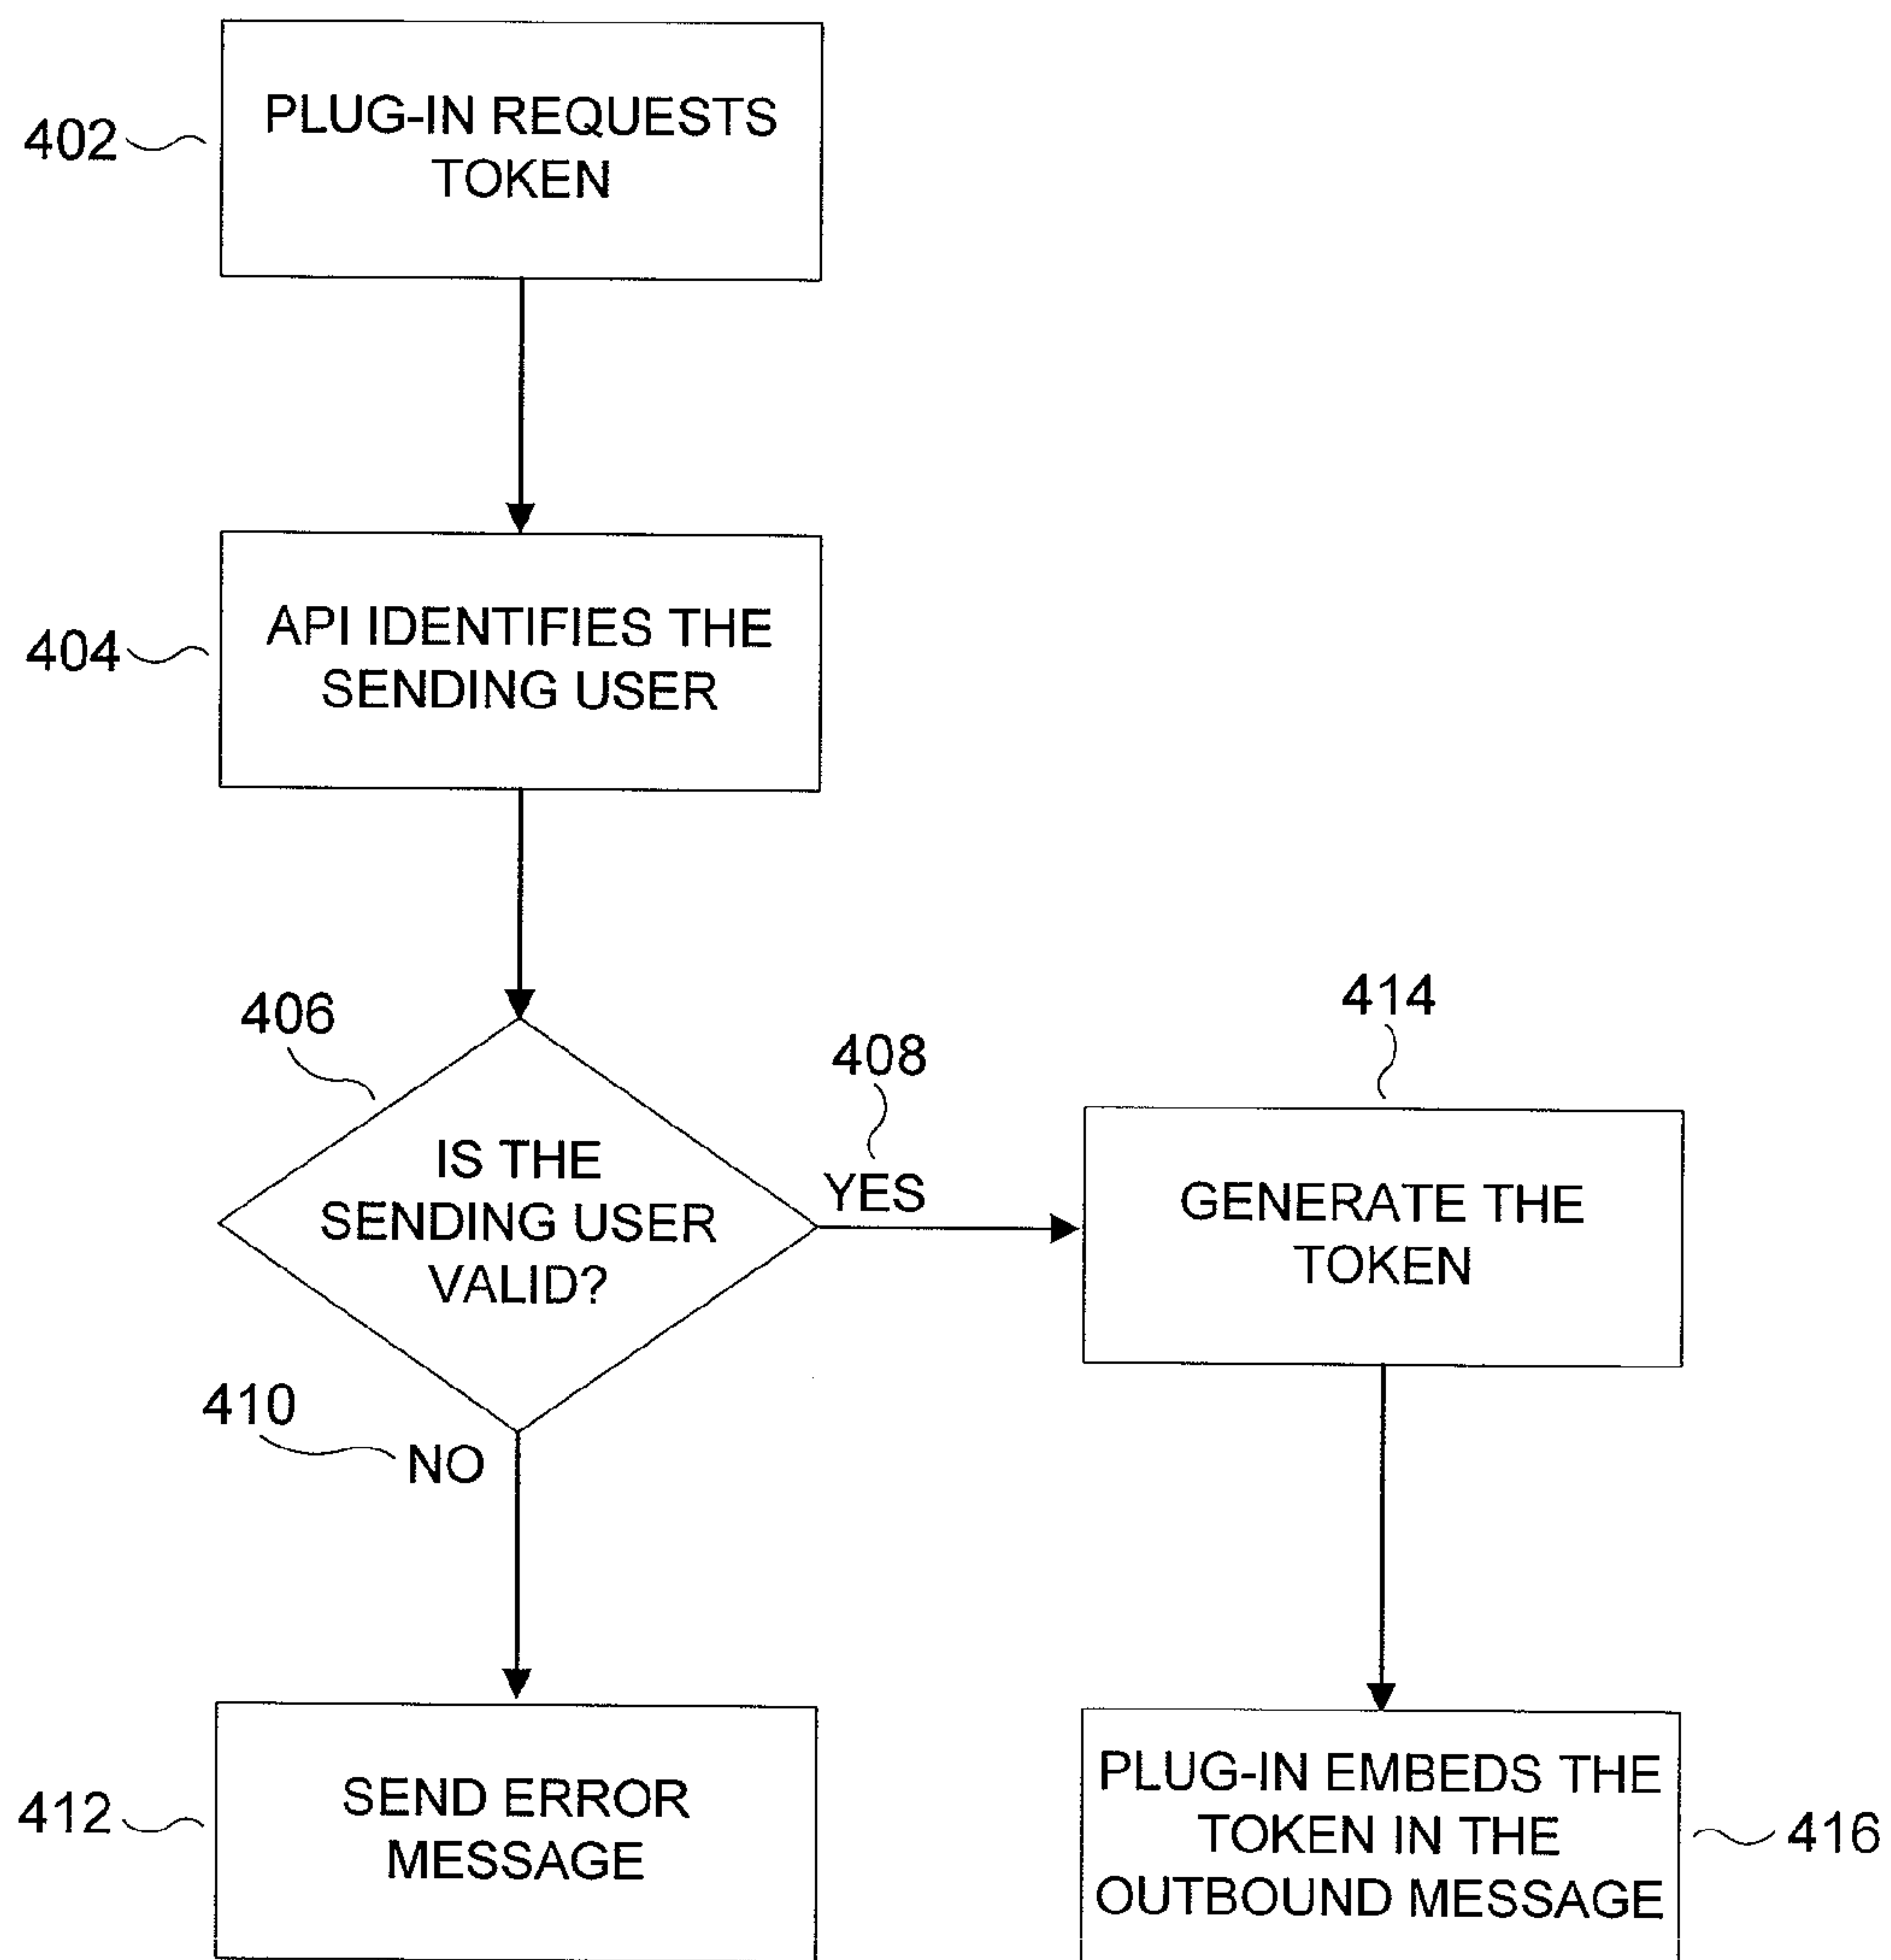 402
PLUG-IN REQUESTS
TOKEN
404
API IDENTIFIES THE
SENDING USER
406
IS THE
SENDING USER
VALID?
408
YES
414
GENERATE THE
TOKEN
410
NO
412
SEND ERROR
MESSAGE
PLUG-IN EMBEDS THE
TOKEN IN THE
OUTBOUND MESSAGE
416